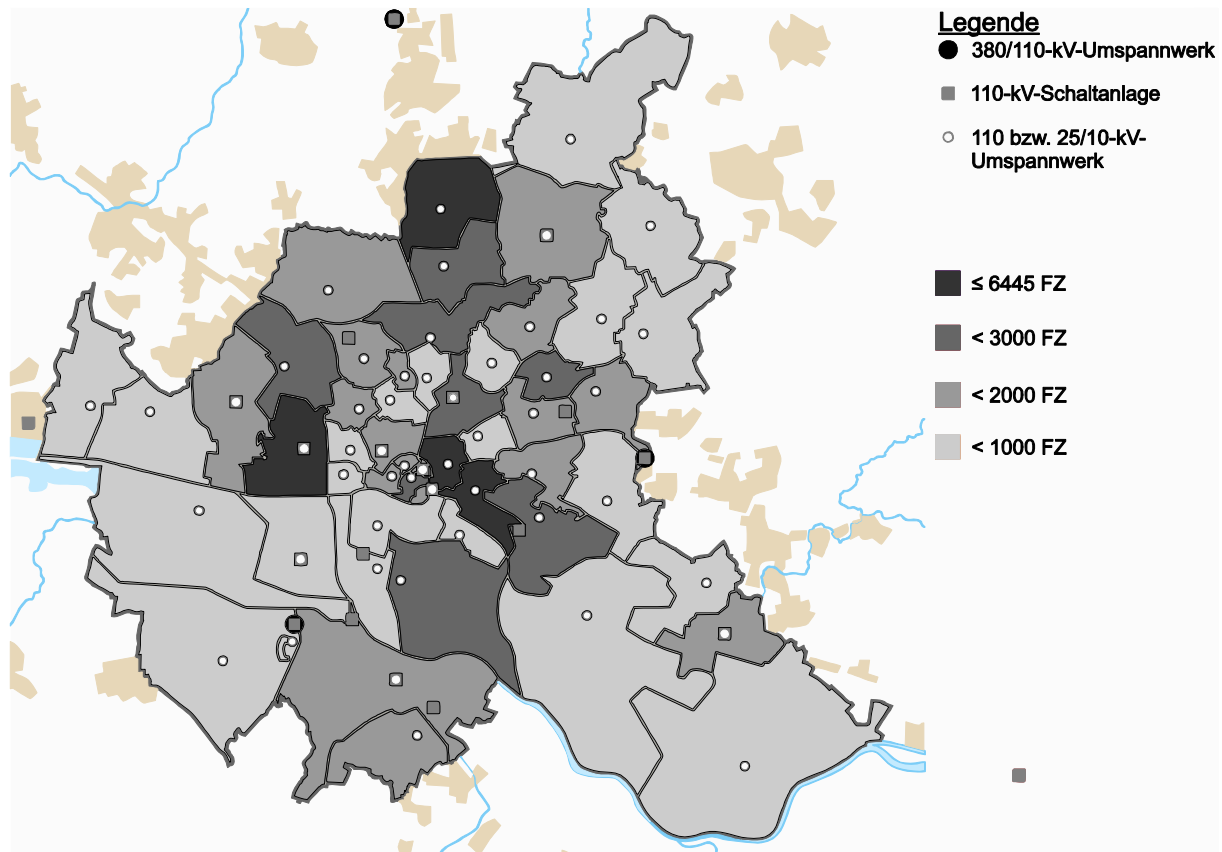 Legende
380/110-kV-Umspannwerk
110-kV-Schaltanlage
110 bzw. 25/10-kV-
Umspannwerk
≤ 6445 FZ
< 3000 FZ
< 2000 FZ
< 1000 FZ